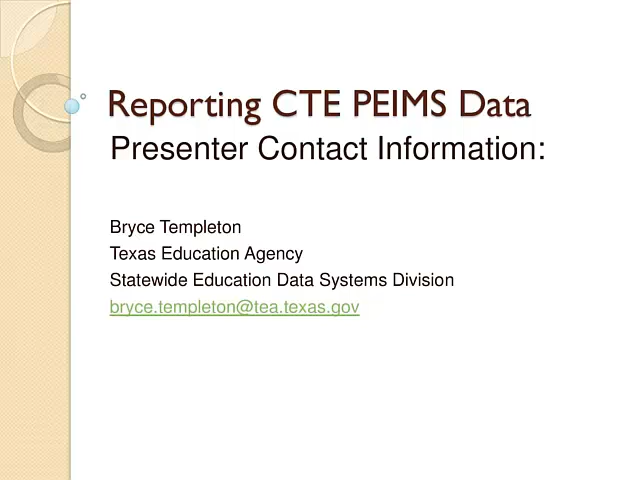 Reporting CTE PEIMS Data
Presenter Contact Information:
Bryce Templeton
Texas Education Agency
Statewide Education Data Systems Division
bryce.templeton@tea.texas.gov